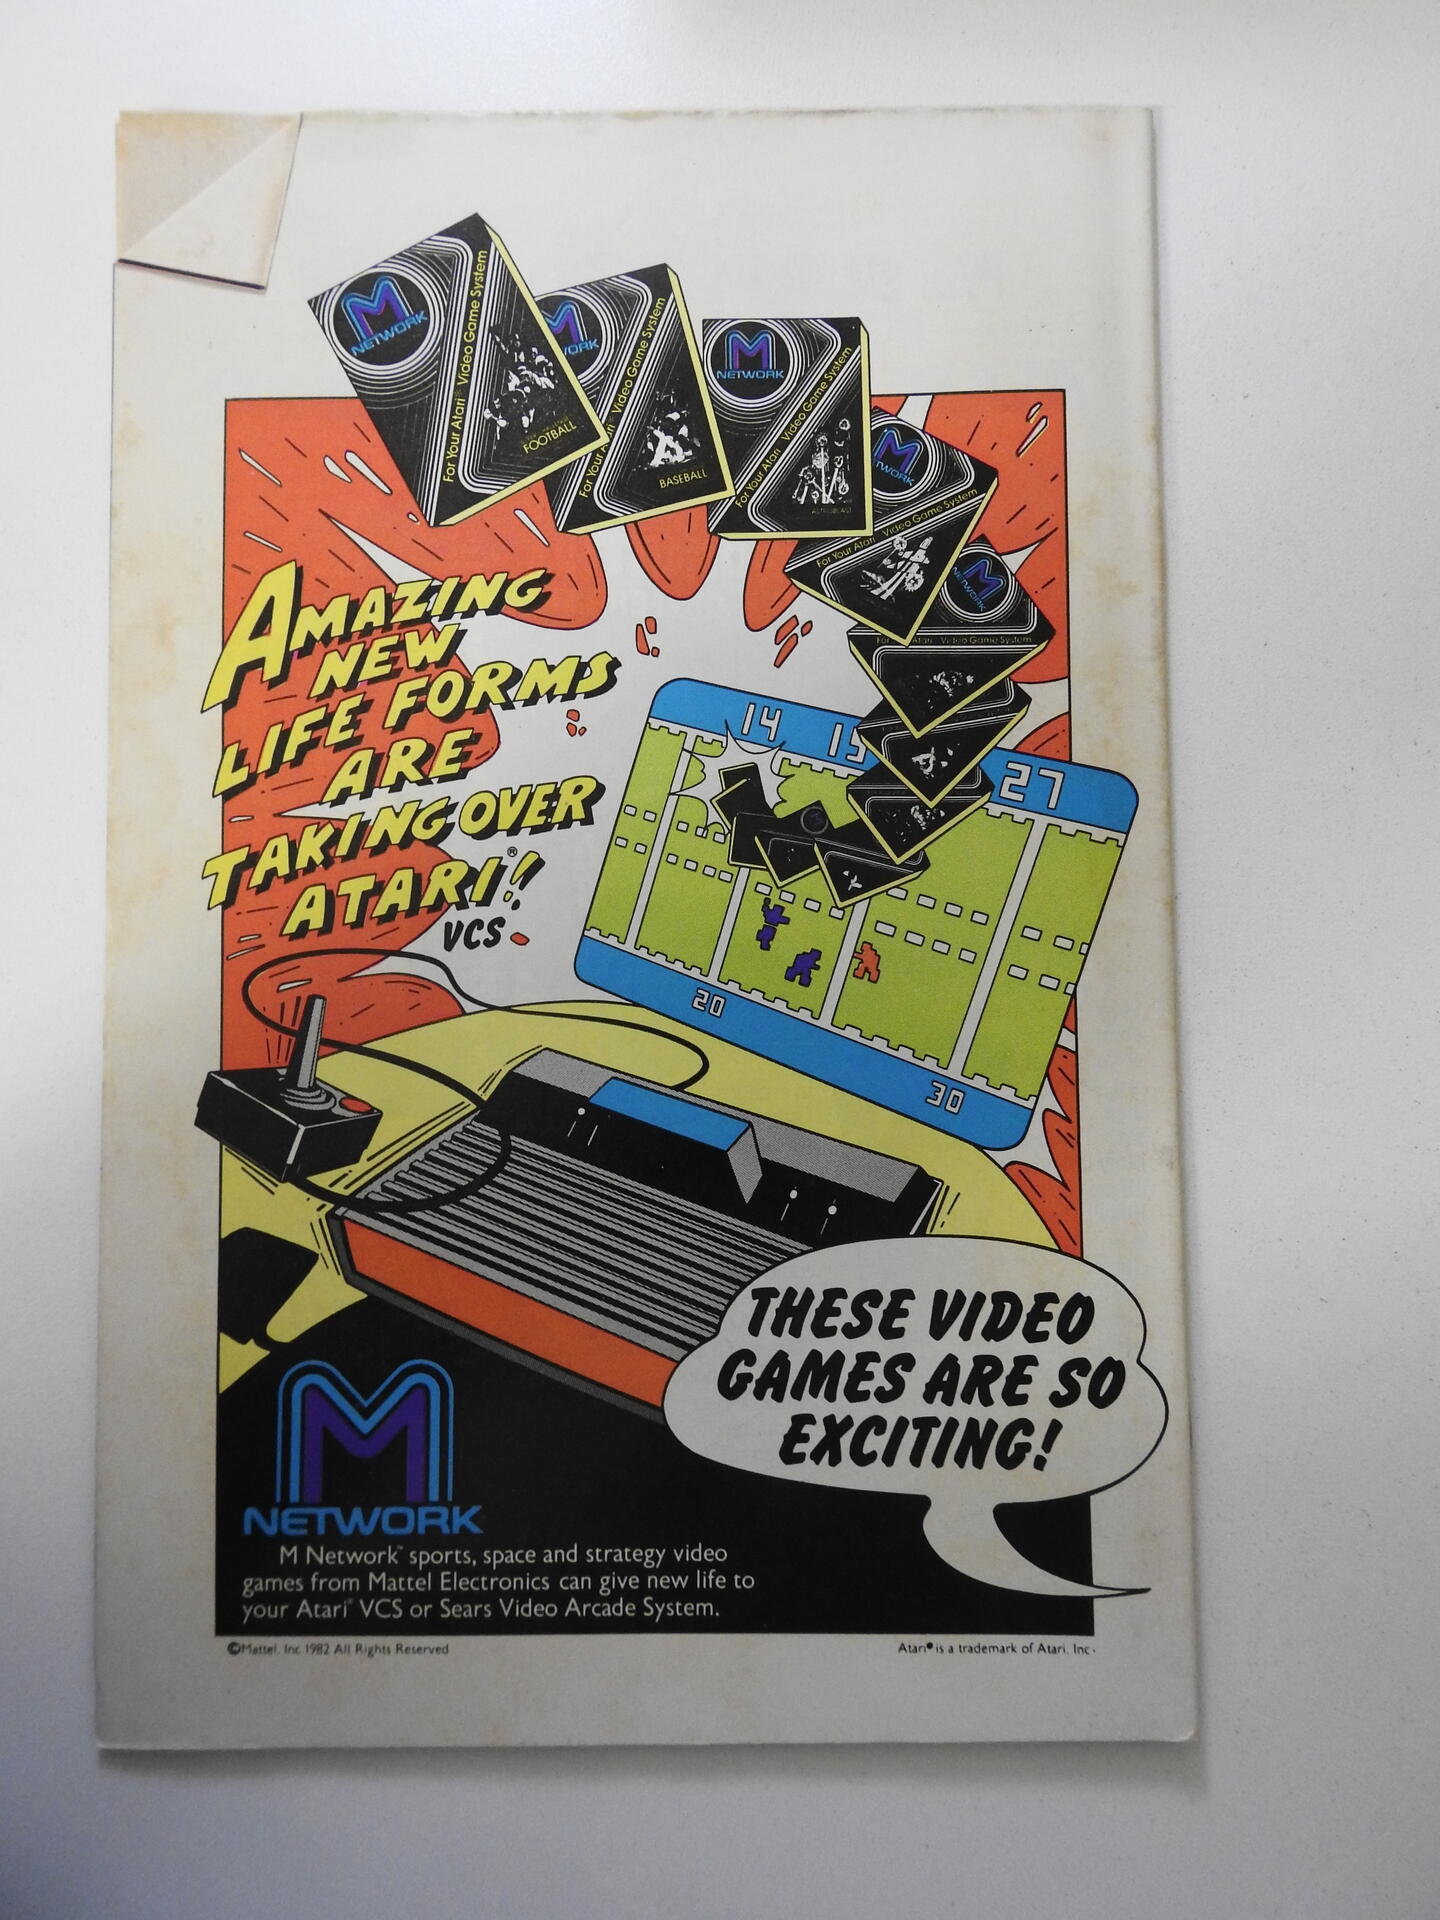 M
NETWORK
For Your Atari Video Game System
FOOTBALL
M
WORK
For Your Atari Video Game System
BASEBALL
M
NETWORK
For Your Atari Video Game System
ASTROBLAST
M
NETWORK
For Your Atari Video Game System
M
NETWORK
For Your Atari Video Game System
AMAZING
NEW
LIFE FORMS
ARE
TAKING OVER
ATARI®!
VCS
14 15 27
20
30
THESE VIDEO
GAMES ARE SO
EXCITING!
M
NETWORK
M Network™ sports, space and strategy video
games from Mattel Electronics can give new life to
your Atari® VCS or Sears Video Arcade System.
©Mattel, Inc. 1982 All Rights Reserved
Atari® is a trademark of Atari, Inc.